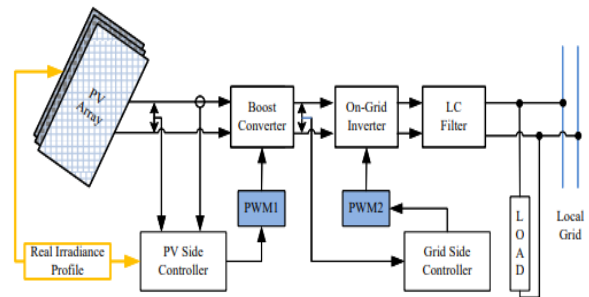 PV
Array
Boost
Converter
On-Grid
Inverter
LC
Filter
PWM1
PWM2
L
O
A
D
Local
Grid
Real Irradiance
Profile
PV Side
Controller
Grid Side
Controller